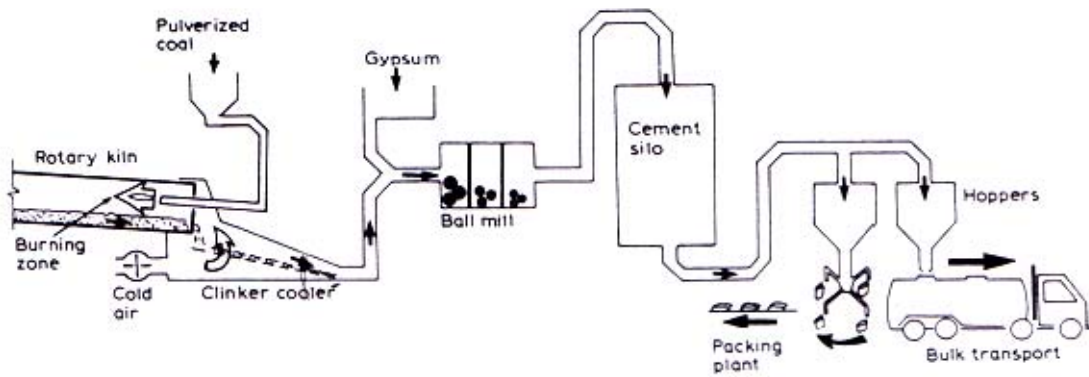 Pulverized
coal
Gypsum
Rotary kiln
Cement
silo
Hoppers
Ball mill
Burning
zone
Cold
air
Clinker cooler
Packing
plant
Bulk transport